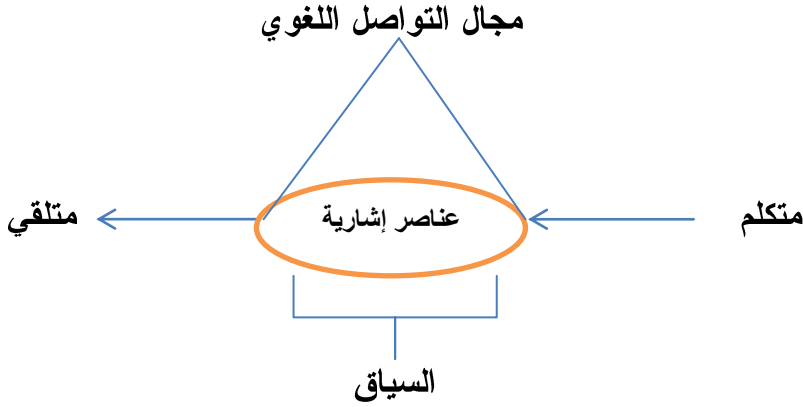 مجال التواصل اللغوي
متكلم
عناصر إشارية
متلقي
السياق